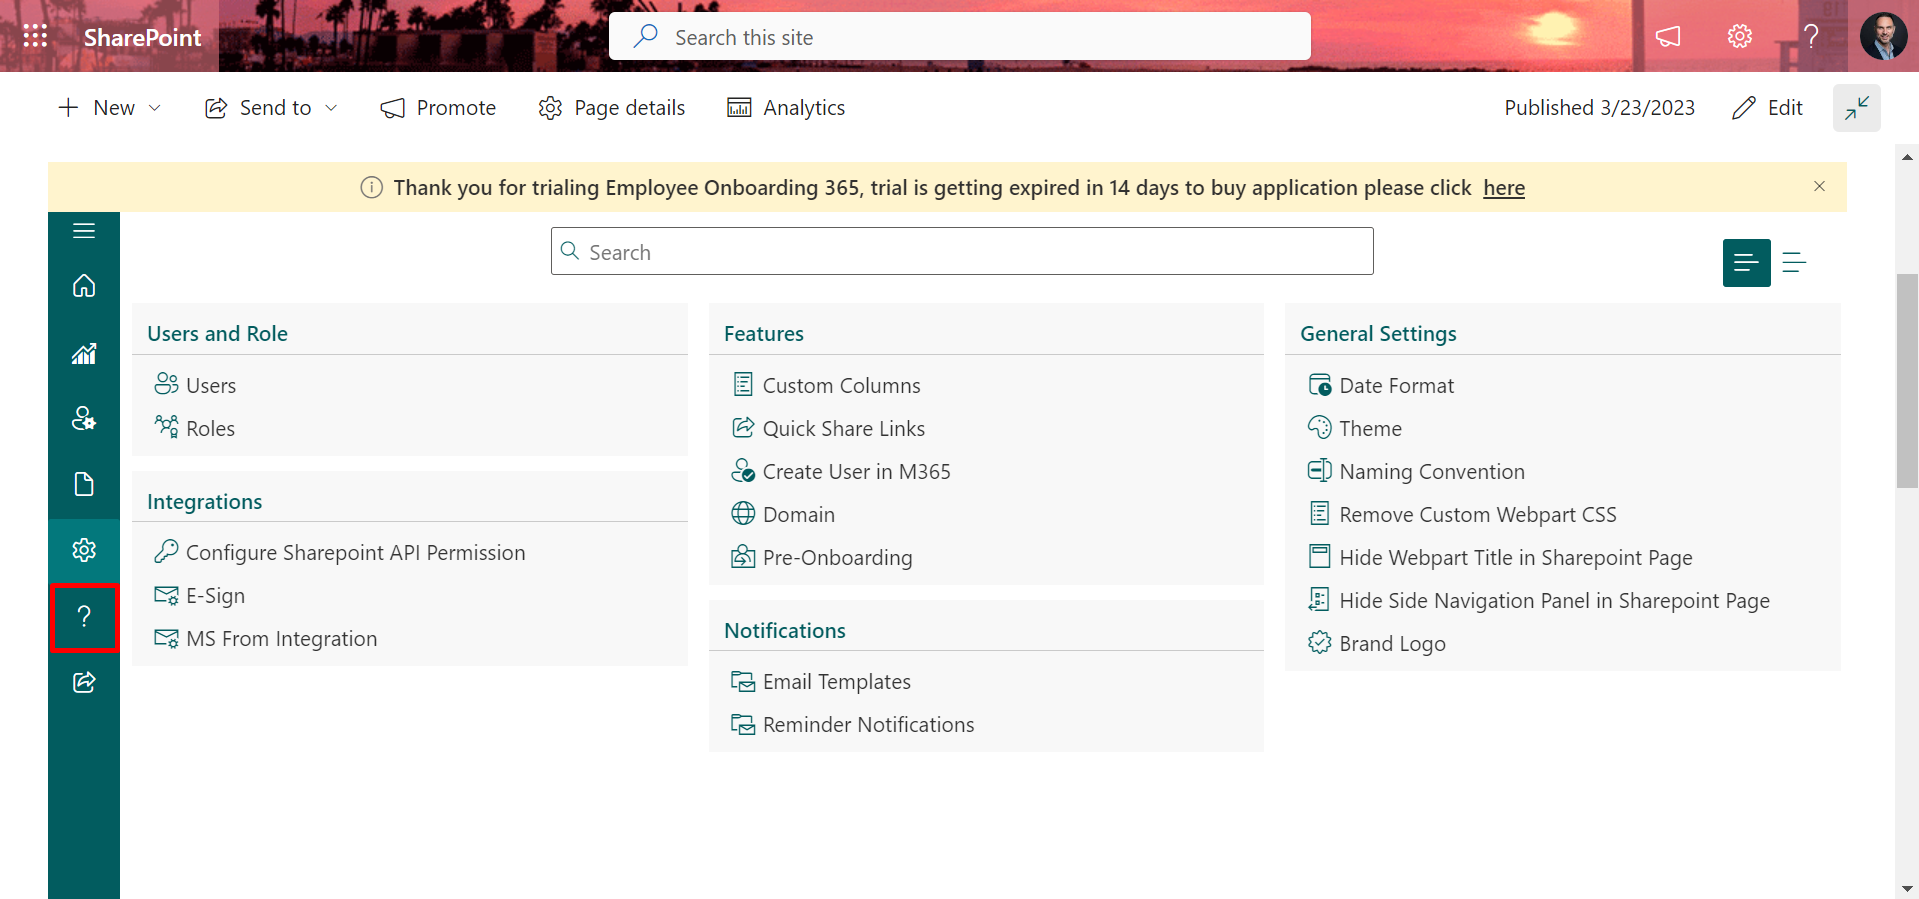 SharePoint
Search this site
New
Send to
Promote
Page details
Analytics
Published 3/23/2023
Edit
Thank you for trialing Employee Onboarding 365, trial is getting expired in 14 days to buy application please click here
Search
Users and Role
Users
Roles
Integrations
Configure Sharepoint API Permission
E-Sign
MS From Integration
Features
Custom Columns
Quick Share Links
Create User in M365
Domain
Pre-Onboarding
Notifications
Email Templates
Reminder Notifications
General Settings
Date Format
Theme
Naming Convention
Remove Custom Webpart CSS
Hide Webpart Title in Sharepoint Page
Hide Side Navigation Panel in Sharepoint Page
Brand Logo